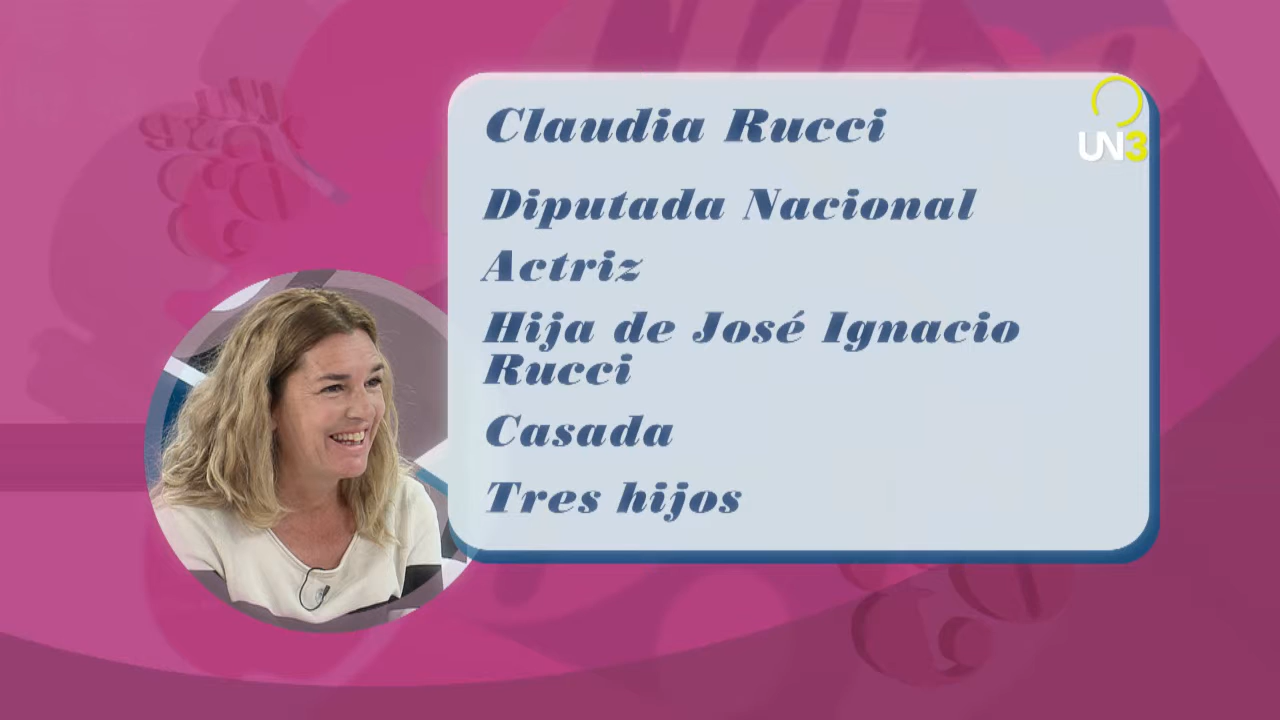 Claudia Rucci
UN3
Diputada Nacional
Actriz
Hija de José Ignacio
Rucci
Casada
Tres hijos